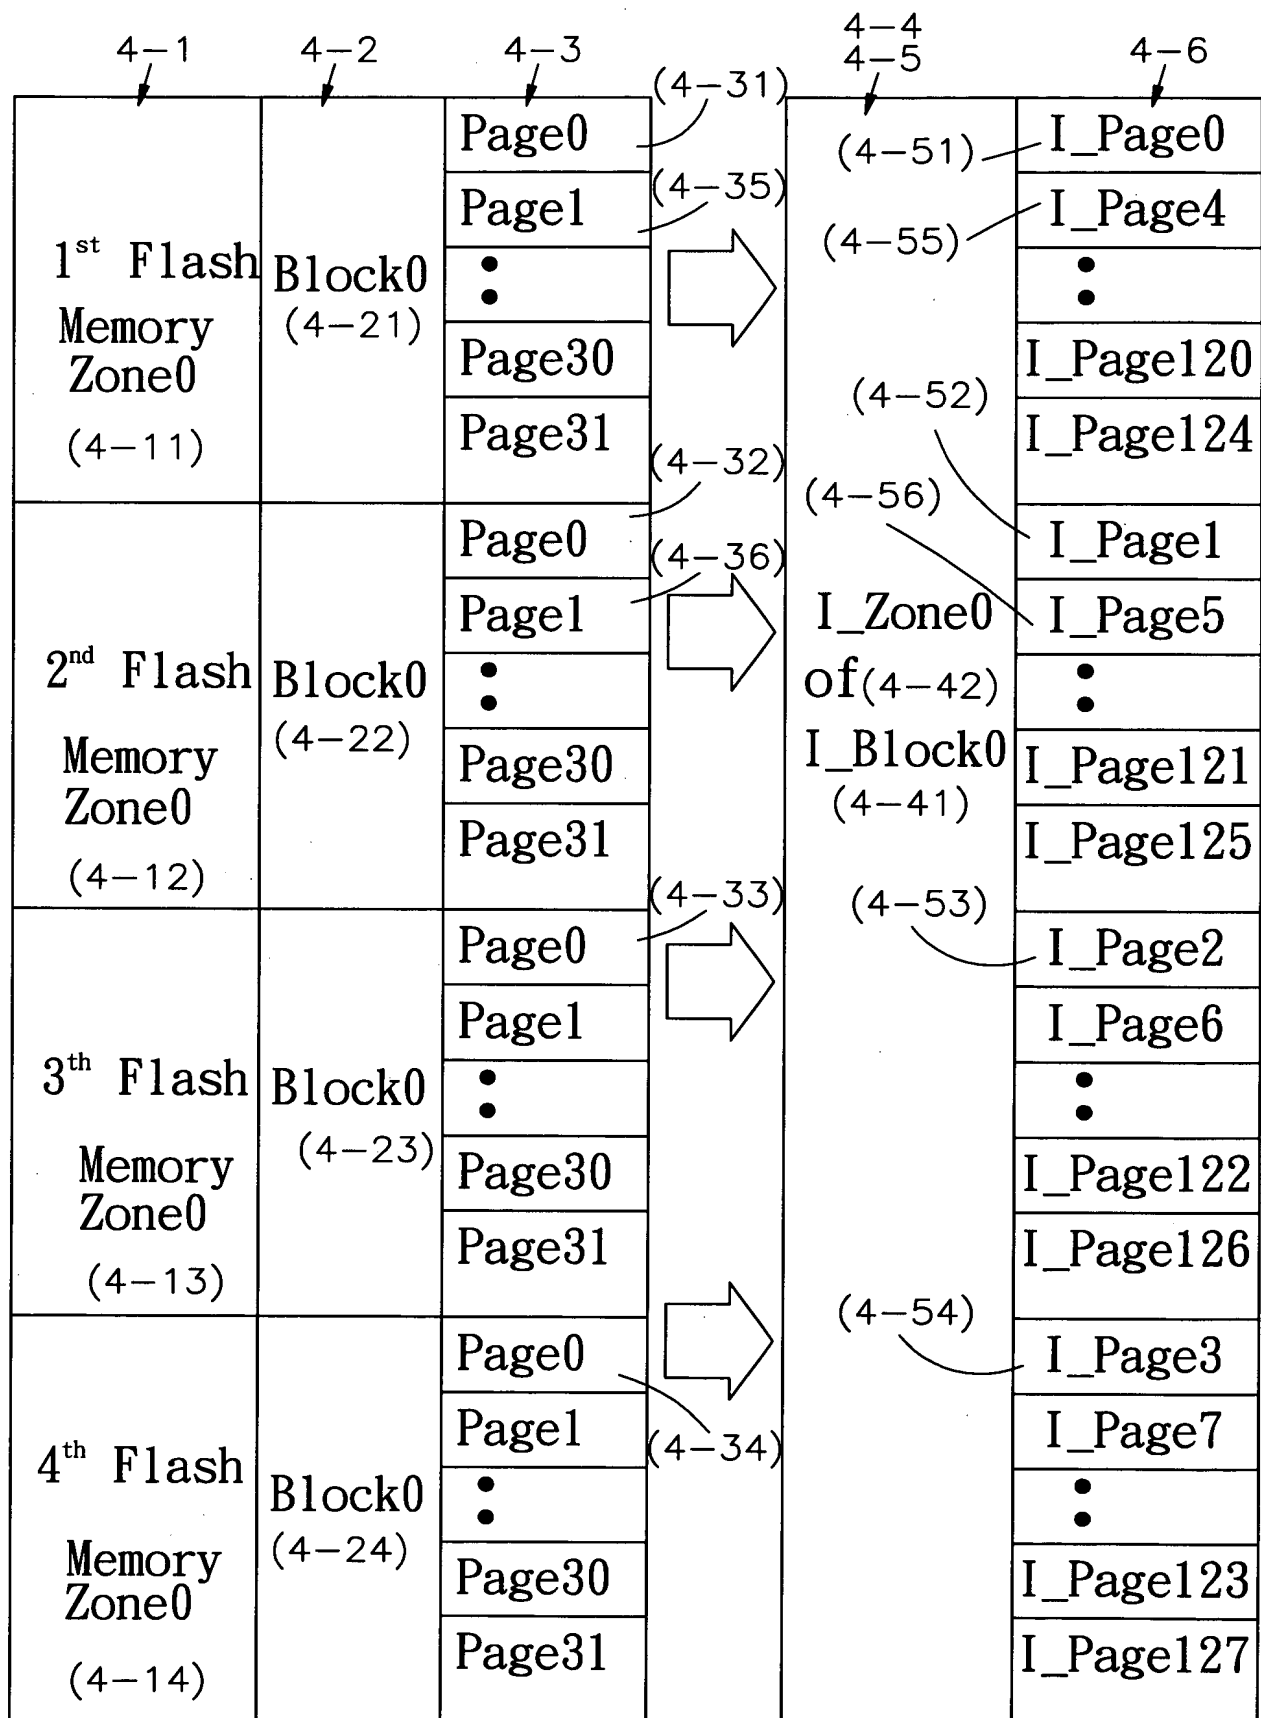 4-1
4-2
4-3
4-4
4-5
4-6
1st Flash
Memory
Zone0
(4-11)
Block0
(4-21)
Page0
Page1
Page30
Page31
(4-31)
(4-35)
(4-51)
(4-55)
I_Page0
I_Page4
I_Page120
I_Page124
2nd Flash
Memory
Zone0
(4-12)
Block0
(4-22)
(4-32)
(4-36)
Page0
Page1
Page30
Page31
(4-52)
(4-56)
I_Zone0
of(4-42)
I_Block0
(4-41)
I_Page1
I_Page5
I_Page121
I_Page125
3th Flash
Memory
Zone0
(4-13)
Block0
(4-23)
(4-33)
Page0
Page1
Page30
Page31
(4-53)
I_Page2
I_Page6
I_Page122
I_Page126
4th Flash
Memory
Zone0
(4-14)
Block0
(4-24)
Page0
Page1
Page30
Page31
(4-34)
(4-54)
I_Page3
I_Page7
I_Page123
I_Page127